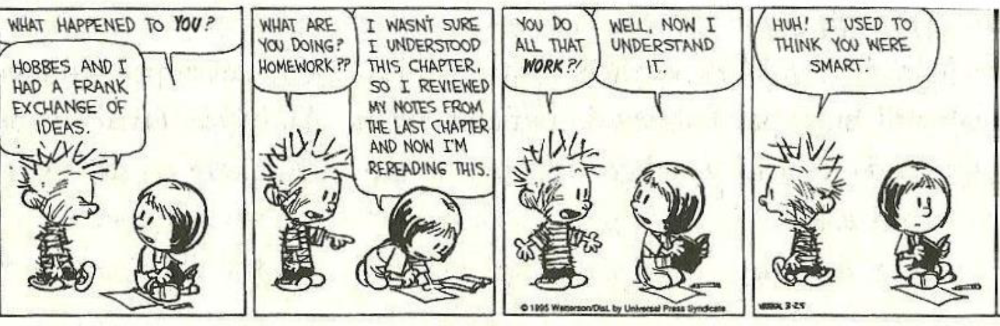 WHAT HAPPENED TO YOU?
HOBBES AND I
HAD A FRANK
EXCHANGE OF
IDEAS.
WHAT ARE
YOU DOING?
HOMEWORK??
I WASN'T SURE
I UNDERSTOOD
THIS CHAPTER,
SO I REVIEWED
MY NOTES FROM
THE LAST CHAPTER
AND NOW I'M
REREADING THIS.
YOU DO
ALL THAT
WORK?!
WELL, NOW I
UNDERSTAND
IT.
© 1995 Watterson/Dist. by Universal Press Syndicate
HUH! I USED TO
THINK YOU WERE
SMART.
3-25